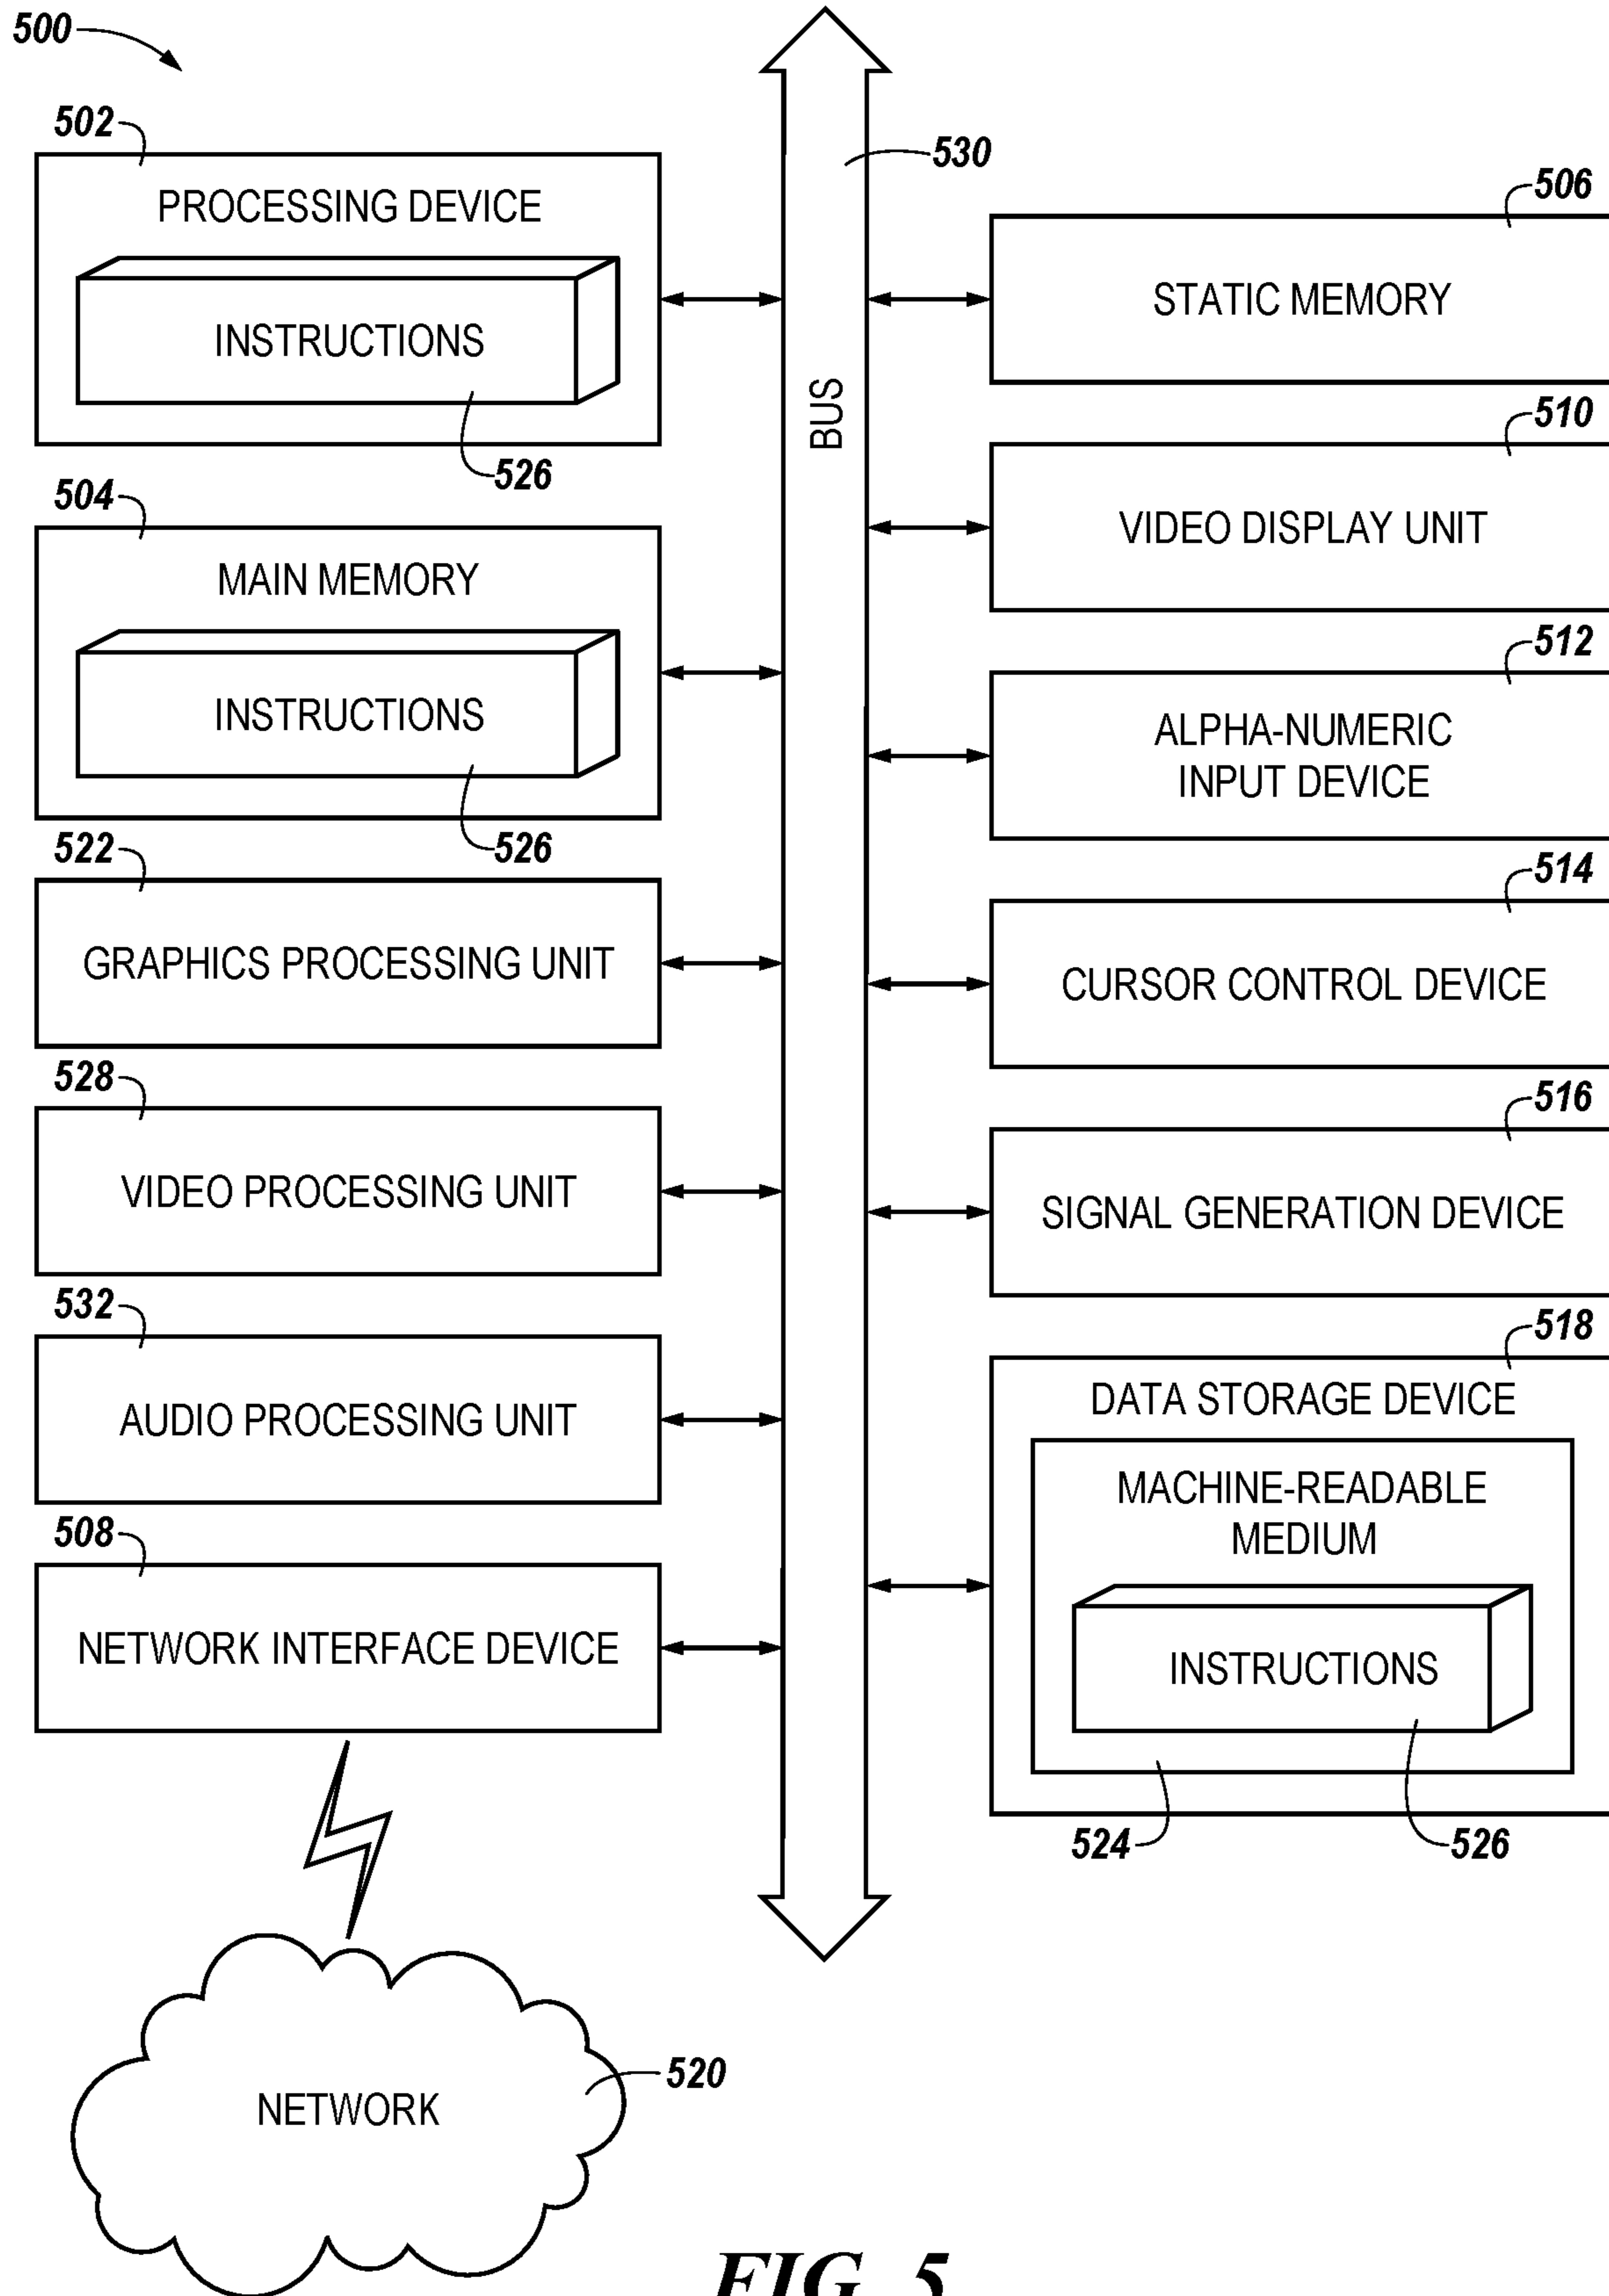 500
502
PROCESSING DEVICE
INSTRUCTIONS
526
504
MAIN MEMORY
INSTRUCTIONS
526
522
GRAPHICS PROCESSING UNIT
528
VIDEO PROCESSING UNIT
532
AUDIO PROCESSING UNIT
508
NETWORK INTERFACE DEVICE
NETWORK
520
BUS
530
506
STATIC MEMORY
510
VIDEO DISPLAY UNIT
512
ALPHA-NUMERIC
INPUT DEVICE
514
CURSOR CONTROL DEVICE
516
SIGNAL GENERATION DEVICE
518
DATA STORAGE DEVICE
MACHINE-READABLE
MEDIUM
INSTRUCTIONS
524
526
FIG. 5